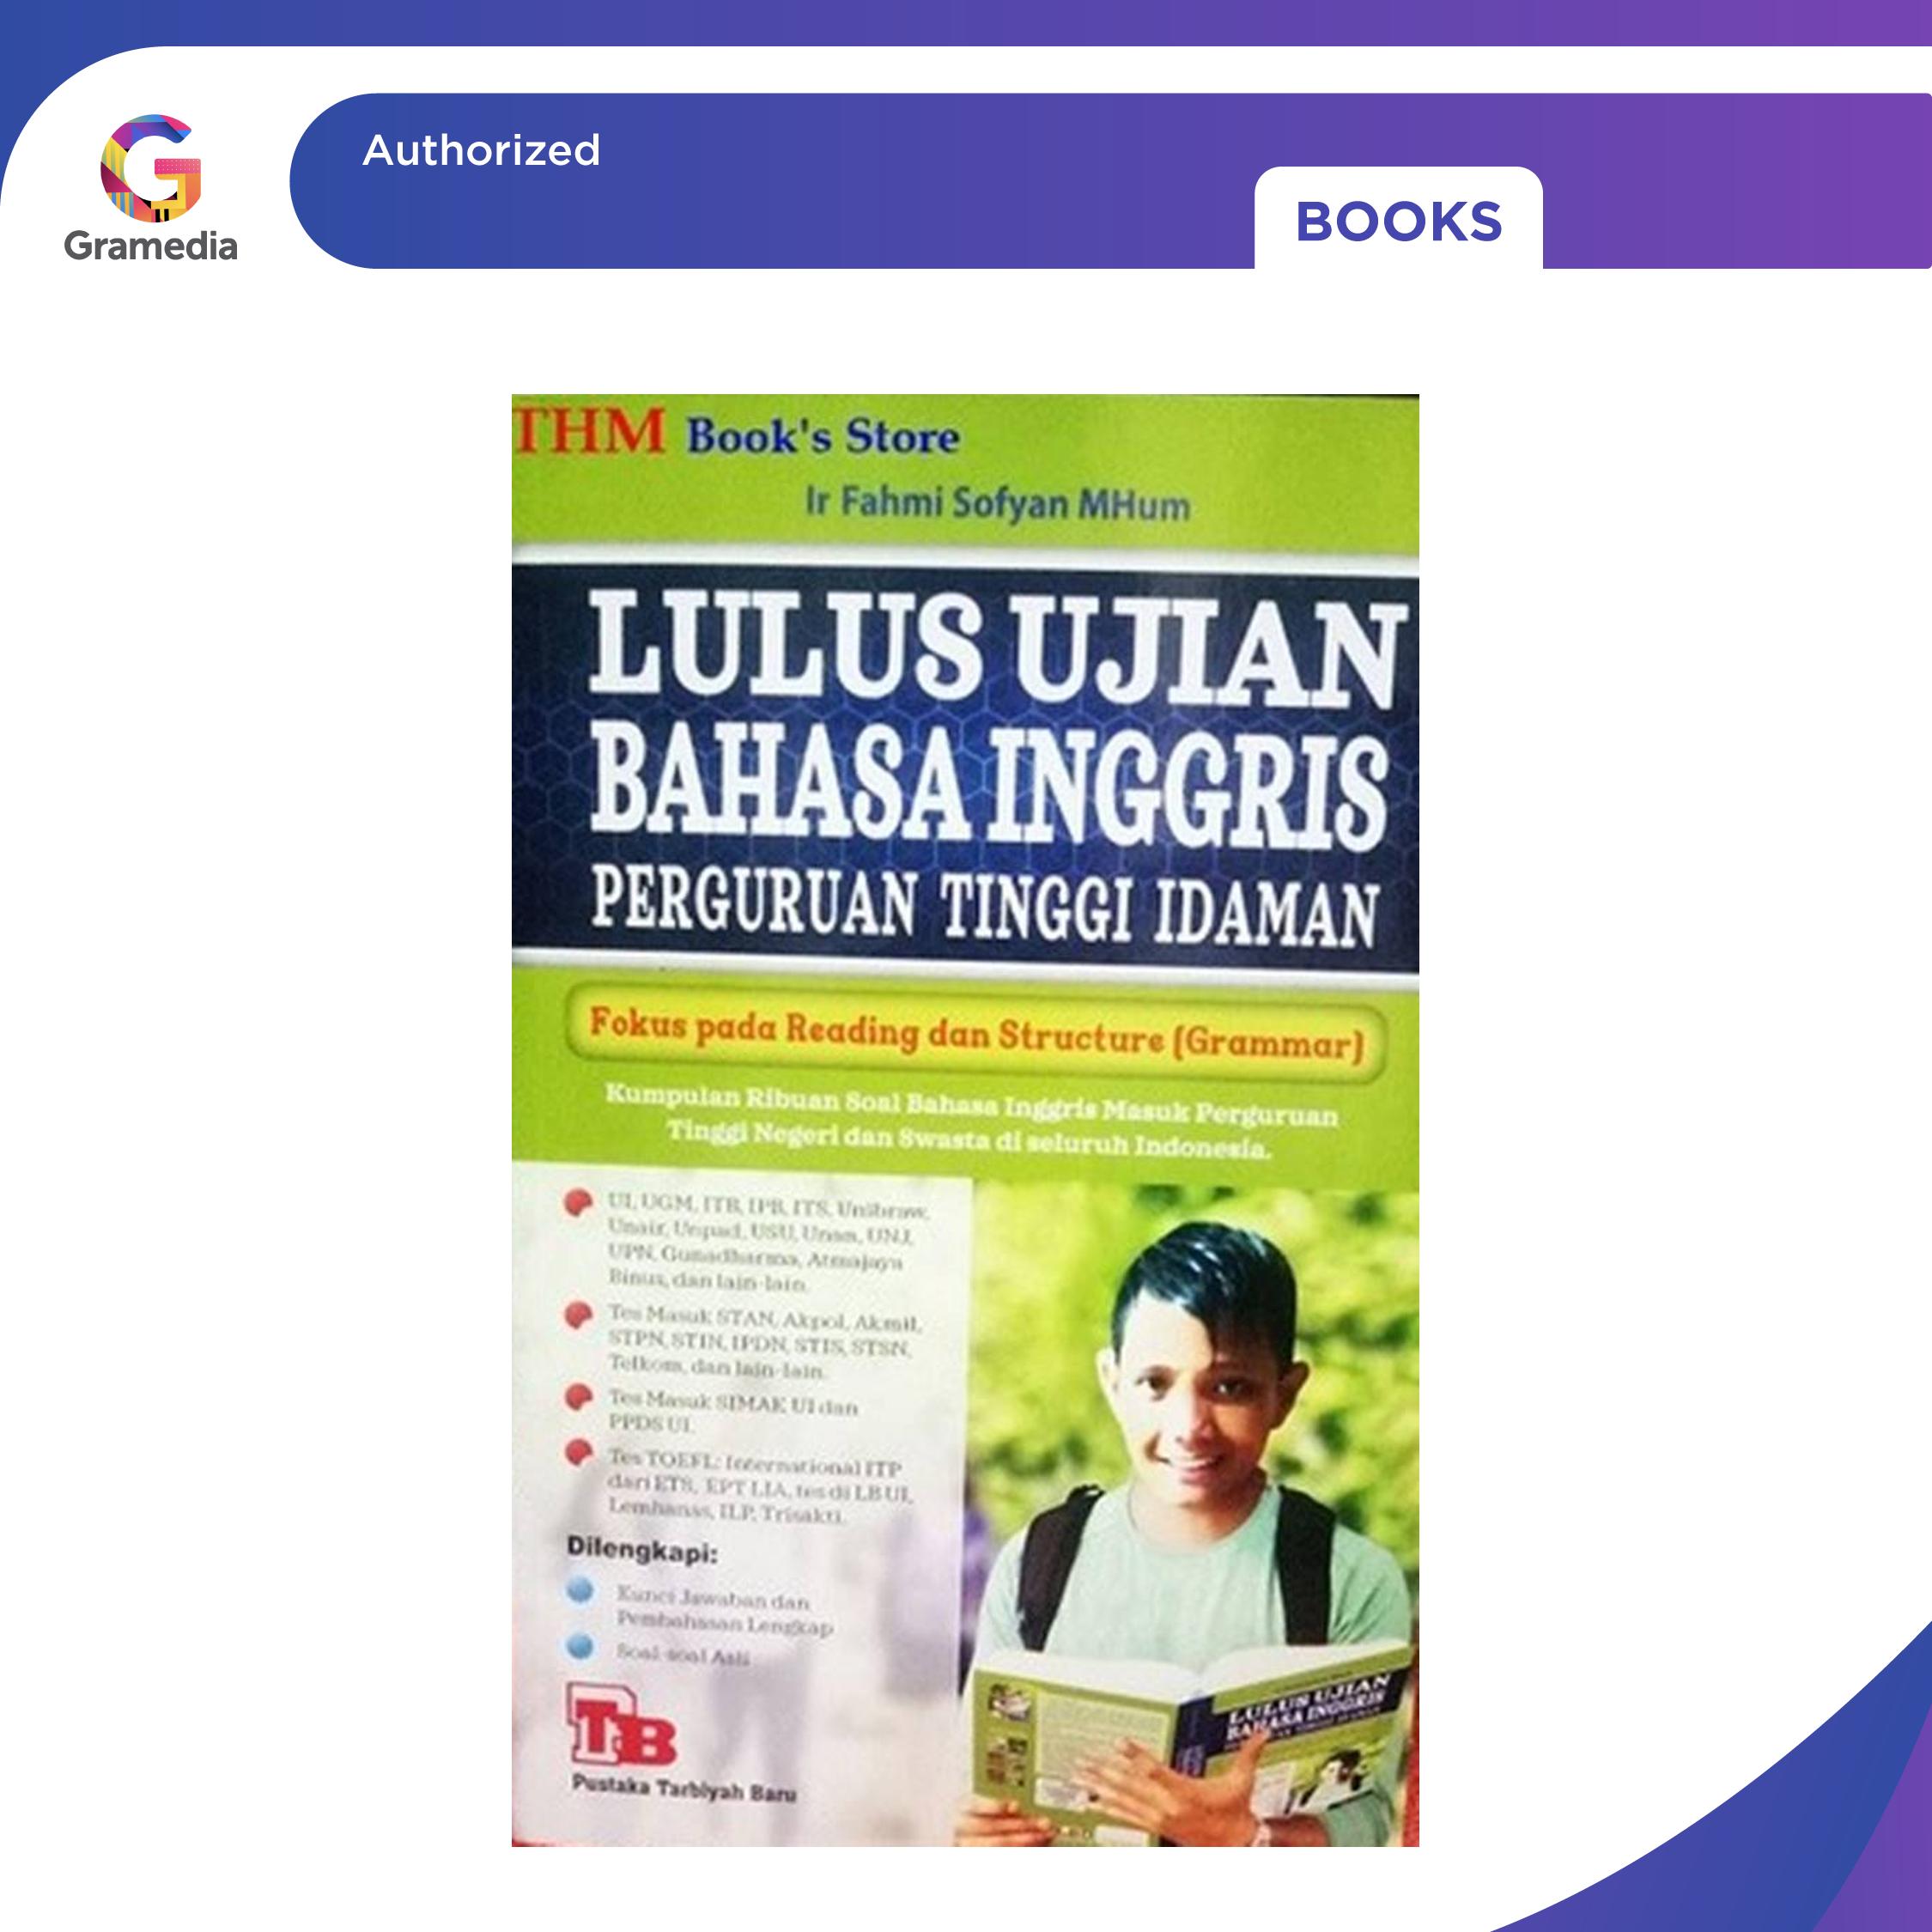 Authorized
Gramedia
BOOKS
THM Book's Store
Ir Fahmi Sofyan MHum
LULUS UJIAN
BAHASA INGGRIS
PERGURUAN TINGGI IDAMAN
Fokus pada Reading dan Structure (Grammar)
Kumpulan Ribuan Soal Bahasa Inggris Masuk Perguruan
Tinggi Negeri dan Swasta di seluruh Indonesia.
UI, UGM, ITB, IPB, ITS, Unibraw,
Unair, Unpad, USU, UNJ,
UPN, Gunadharma, Atmajaya
Binus, dan lain-lain.
Tes Masuk STAN, Akpol, Akmil,
STPN, STIN, IPDN, STIS, STSN,
Telkom, dan lain-lain.
Tes Masuk SIMAK UI dan
PPDS UI.
Tes TOEFL: International ITP
dari ETS, EPT LIA, tes di LB UI,
Lemhanas, ILP, Trisakti.
Dilengkapi:
Kunci Jawaban dan
Pembahasan Lengkap
Soal-soal Asli
TB
Pustaka Tarbiyah Baru
LULUS UJIAN
BAHASA INGGRIS